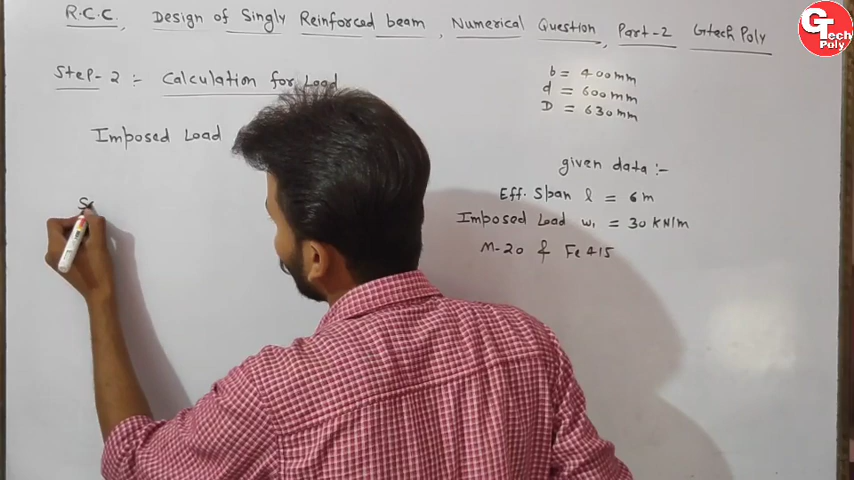 R.C.C. Design of Singly Reinforced beam, Numerical Question, Part-2 Gtech Poly
Step-2 :- Calculation for Load
Imposed Load
S
b = 400mm
d = 600mm
D = 630mm
given data :-
Eff. Span l = 6m
Imposed Load w₁ = 30 KN/m
M-20 & Fe 415
GTech
Poly